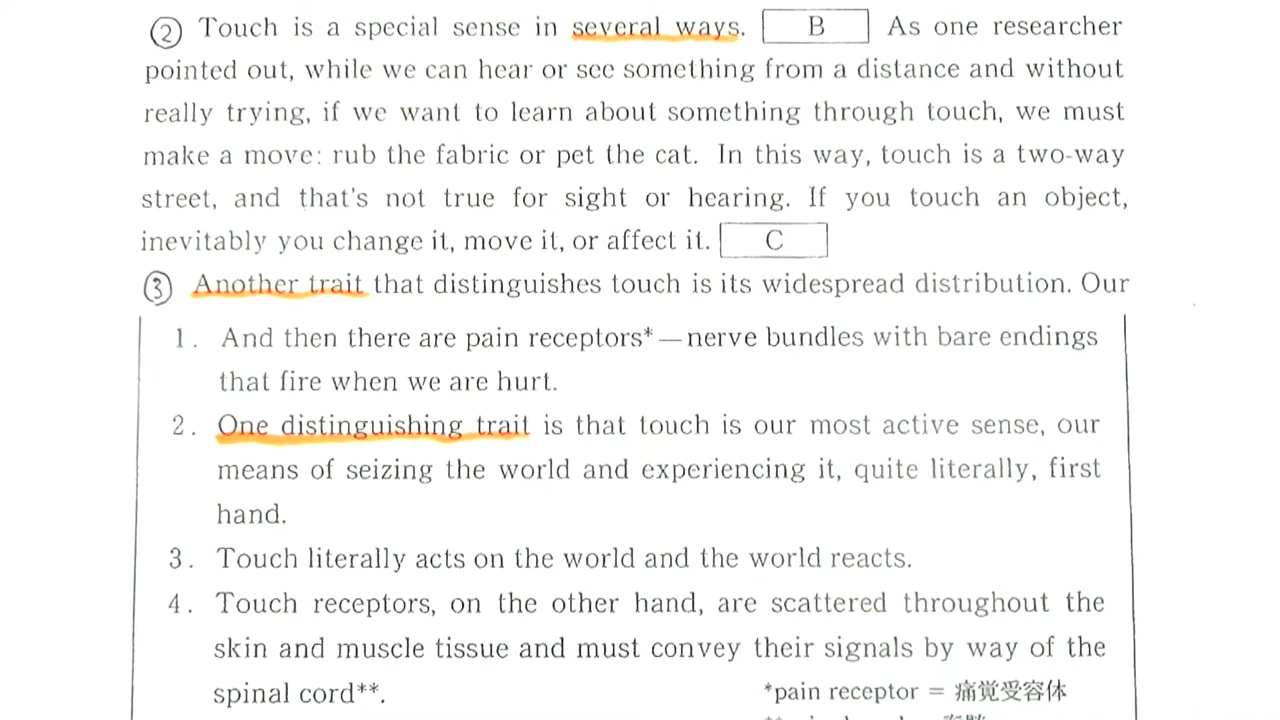 ② Touch is a special sense in several ways. B As one researcher
pointed out, while we can hear or see something from a distance and without
really trying, if we want to learn about something through touch, we must
make a move: rub the fabric or pet the cat. In this way, touch is a two-way
street, and that's not true for sight or hearing. If you touch an object,
inevitably you change it, move it, or affect it. C
③ Another trait that distinguishes touch is its widespread distribution. Our
1. And then there are pain receptors*—nerve bundles with bare endings
that fire when we are hurt.
2. One distinguishing trait is that touch is our most active sense, our
means of seizing the world and experiencing it, quite literally, first
hand.
3. Touch literally acts on the world and the world reacts.
4. Touch receptors, on the other hand, are scattered throughout the
skin and muscle tissue and must convey their signals by way of the
spinal cord**.
*pain receptor = 痛覚受容体